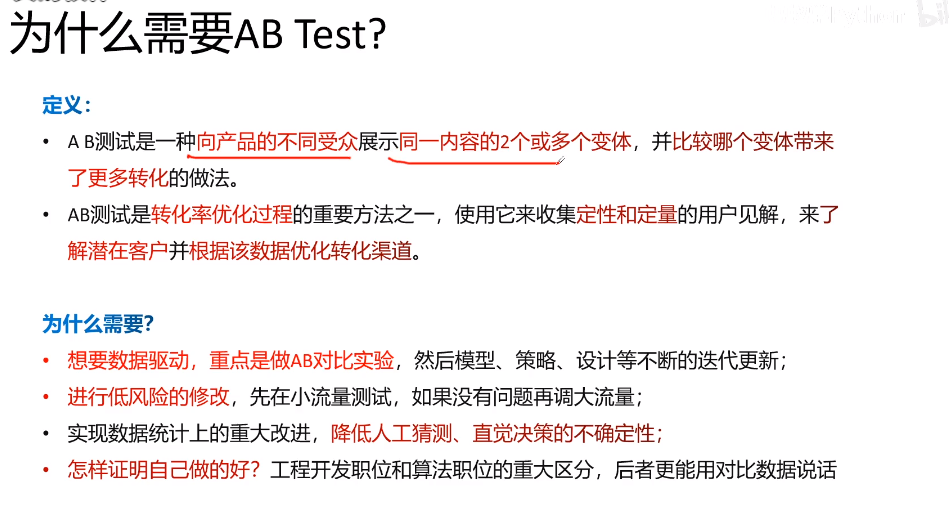 为什么需要AB Test?
定义：
• A B测试是一种向产品的不同受众展示同一内容的2个或多个变体，并比较哪个变体带来
了更多转化的做法。
• AB测试是转化率优化过程的重要方法之一，使用它来收集定性和定量的用户见解，来了
解潜在客户并根据该数据优化转化渠道。
为什么需要？
• 想要数据驱动，重点是做AB对比实验，然后模型、策略、设计等不断的迭代更新；
• 进行低风险的修改，先在小流量测试，如果没有问题再调大流量；
• 实现数据统计上的重大改进，降低人工猜测、直觉决策的不确定性；
• 怎样证明自己做的好？工程开发职位和算法职位的重大区分，后者更能用对比数据说话